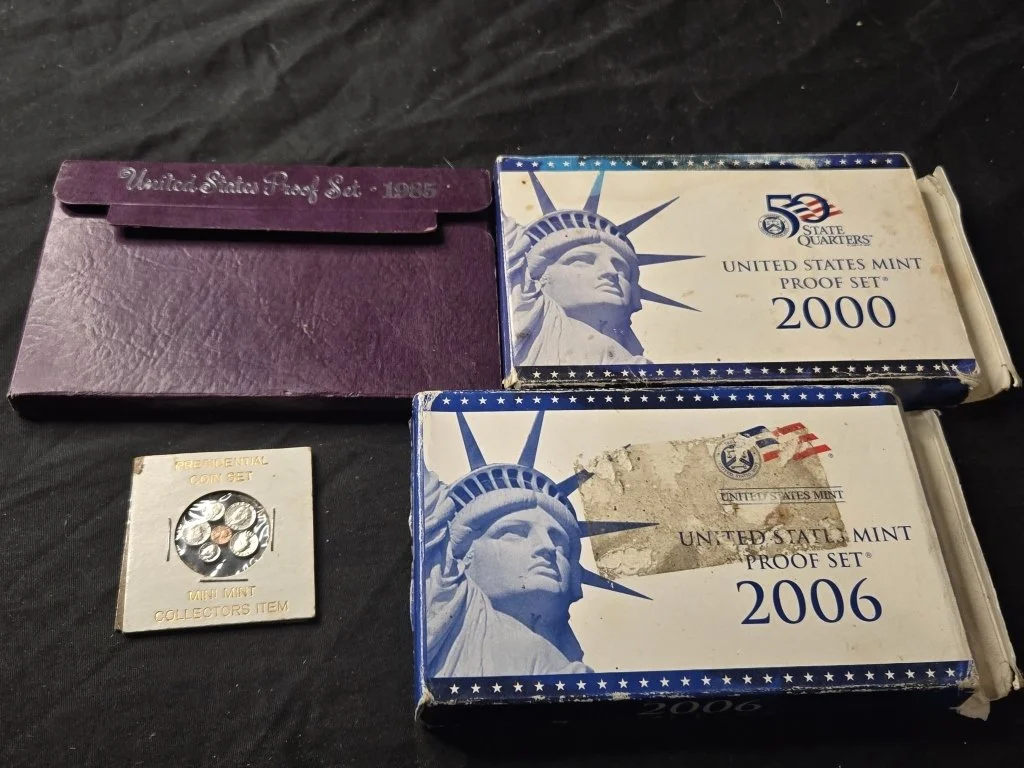 United States Proof Set - 1985
50
STATE
QUARTERS™
UNITED STATES MINT
PROOF SET®
2000
UNITED STATES MINT
UNITED STATES MINT
PROOF SET®
2006
2006
PRESIDENTIAL
COIN SET
MINI MINT
COLLECTORS ITEM